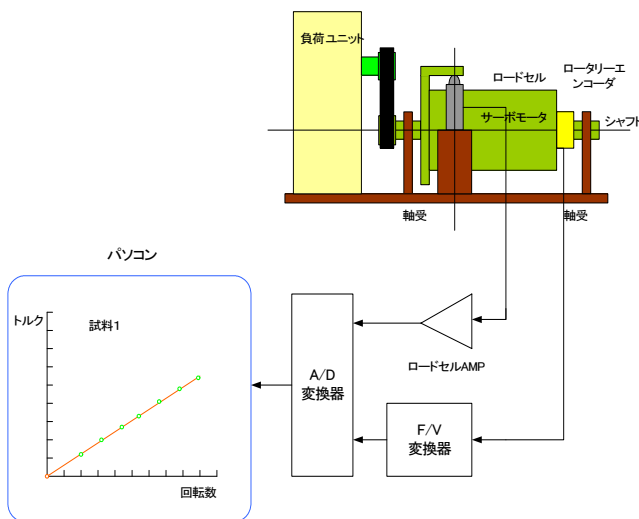 負荷ユニット
ロードセル
ロータリーエ
ンコーダ
サーボモータ
シャフト
軸受
軸受
パソコン
トルク
試料1
回転数
A/D
変換器
ロードセルAMP
F/V
変換器